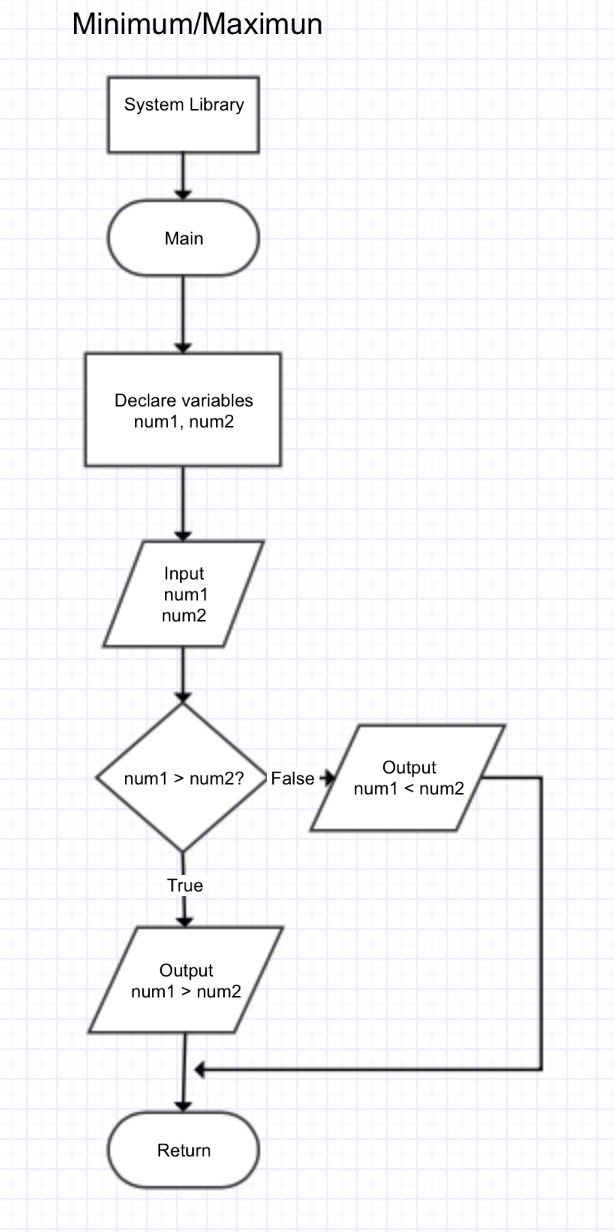 Minimum/Maximun
System Library
Main
Declare variables
num1, num2
Input
num1
num2
num1 > num2?
False
Output
num1 < num2
True
Output
num1 > num2
Return